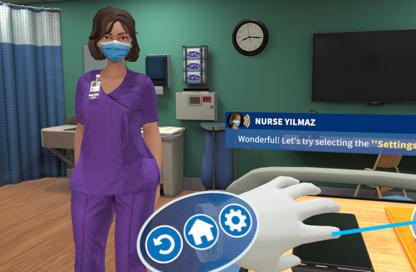 NURSE YILMAZ
Wonderful! Let's try selecting the "Settings